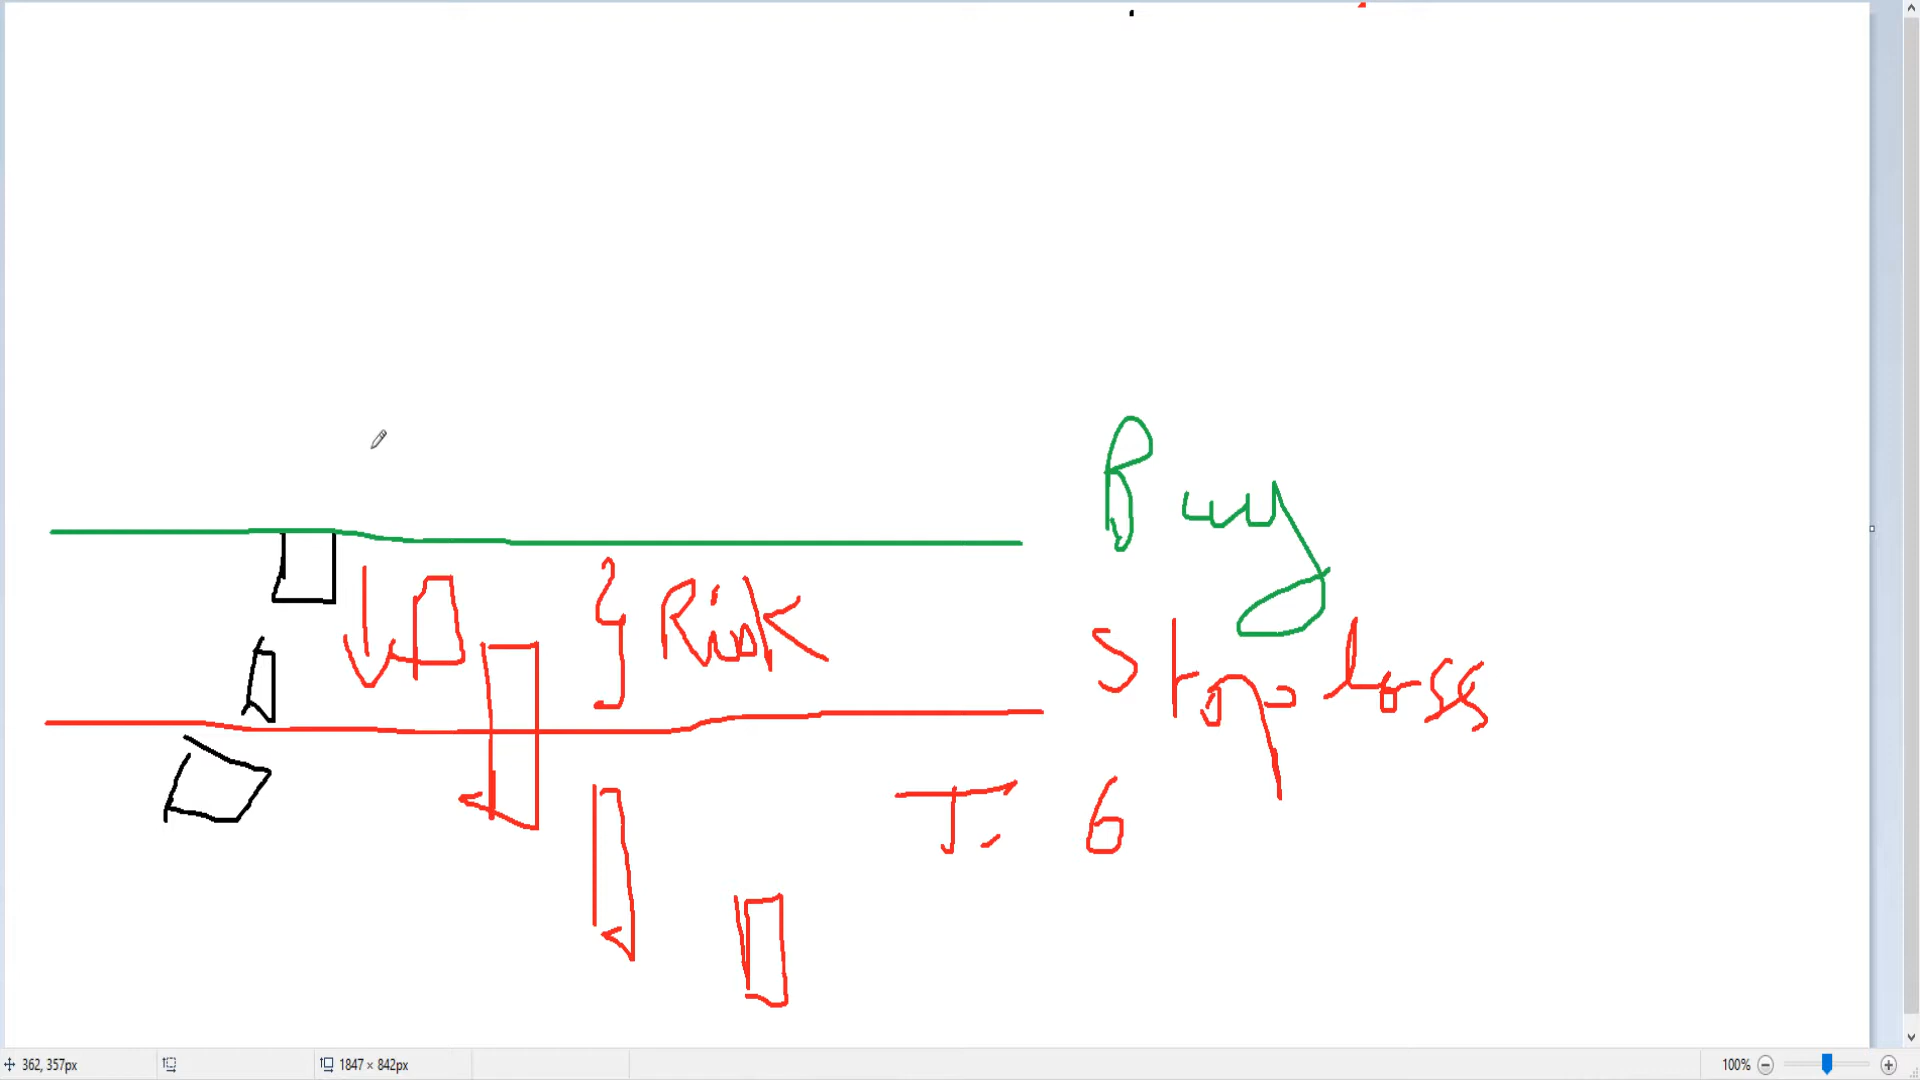 Buy
Risk
Stop loss
T. 6
362, 357px
1847 × 842px
100%